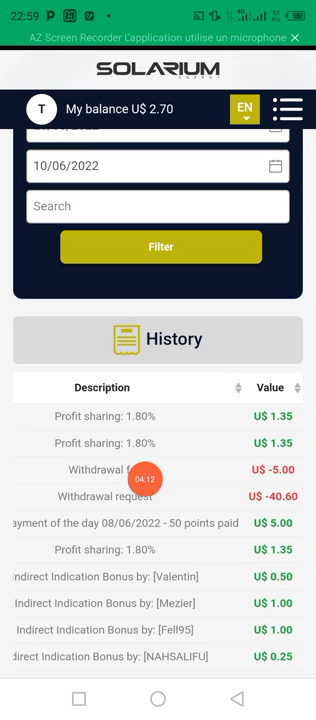 22:59
AZ Screen Recorder L'application utilise un microphone
SOLARIUM
ENERGY
T My balance U$ 2.70 EN
10/06/2022
Search
Filter
History
Description Value
Profit sharing: 1.80% U$ 1.35
Profit sharing: 1.80% U$ 1.35
Withdrawal f U$ -5.00
04:12
Withdrawal request U$ -40.60
ayment of the day 08/06/2022 - 50 points paid U$ 5.00
Profit sharing: 1.80% U$ 1.35
ndirect Indication Bonus by: [Valentin] U$ 0.50
Indirect Indication Bonus by: [Mezier] U$ 1.00
Indirect Indication Bonus by: [Fell95] U$ 1.00
direct Indication Bonus by: [NAHSALIFU] U$ 0.25